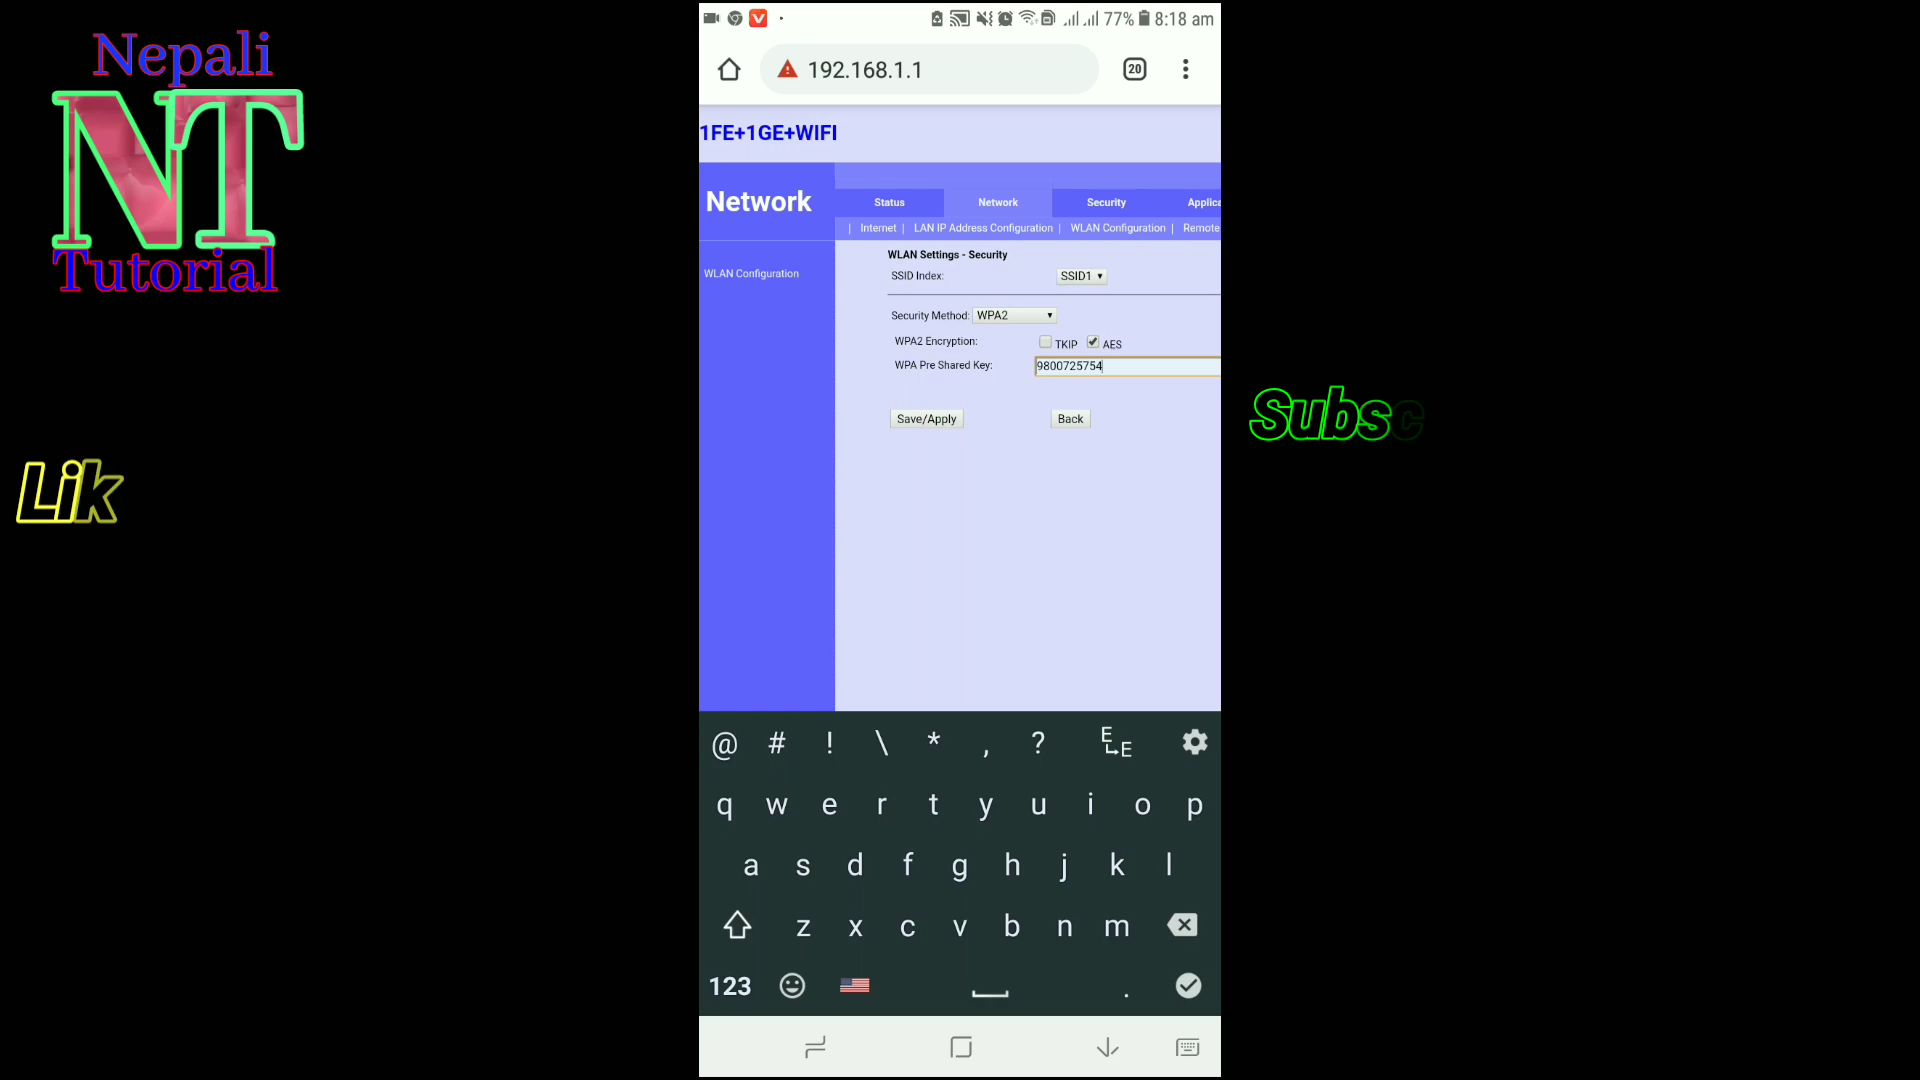 Nepali
NT
Tutorial
Lik
Subsc
77% 8:18 am
192.168.1.1
20
1FE+1GE+WIFI
Network
Status Network Security Applica
| Internet | LAN IP Address Configuration | WLAN Configuration | Remote
WLAN Configuration
WLAN Settings - Security
SSID Index: SSID1
Security Method: WPA2
WPA2 Encryption: TKIP AES
WPA Pre Shared Key: 9800725754
Save/Apply Back
@ # ! \ * , ? E E
q w e r t y u i o p
a s d f g h j k l
z x c v b n m
123 .